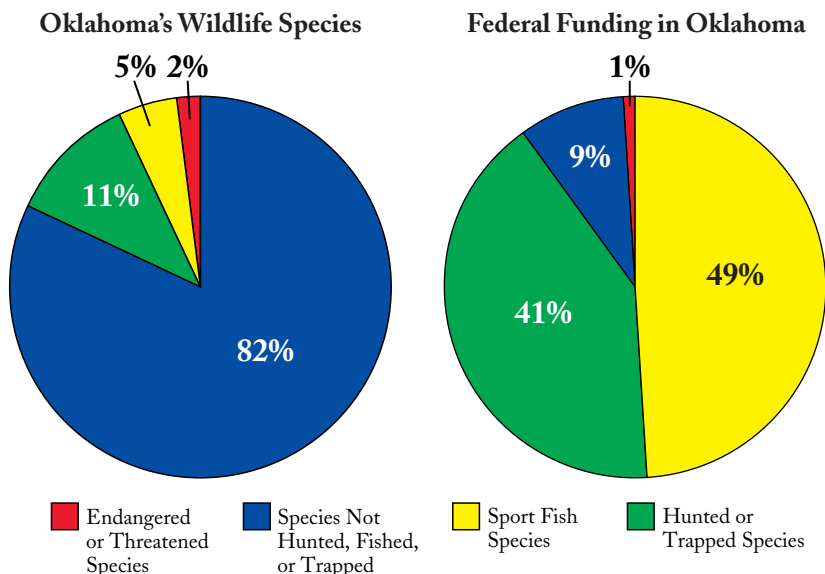 Oklahoma's Wildlife Species
5% 2%
11%
82%
Federal Funding in Oklahoma
1%
9%
49%
41%
Endangered
or Threatened
Species
Species Not
Hunted, Fished,
or Trapped
Sport Fish
Species
Hunted or
Trapped Species